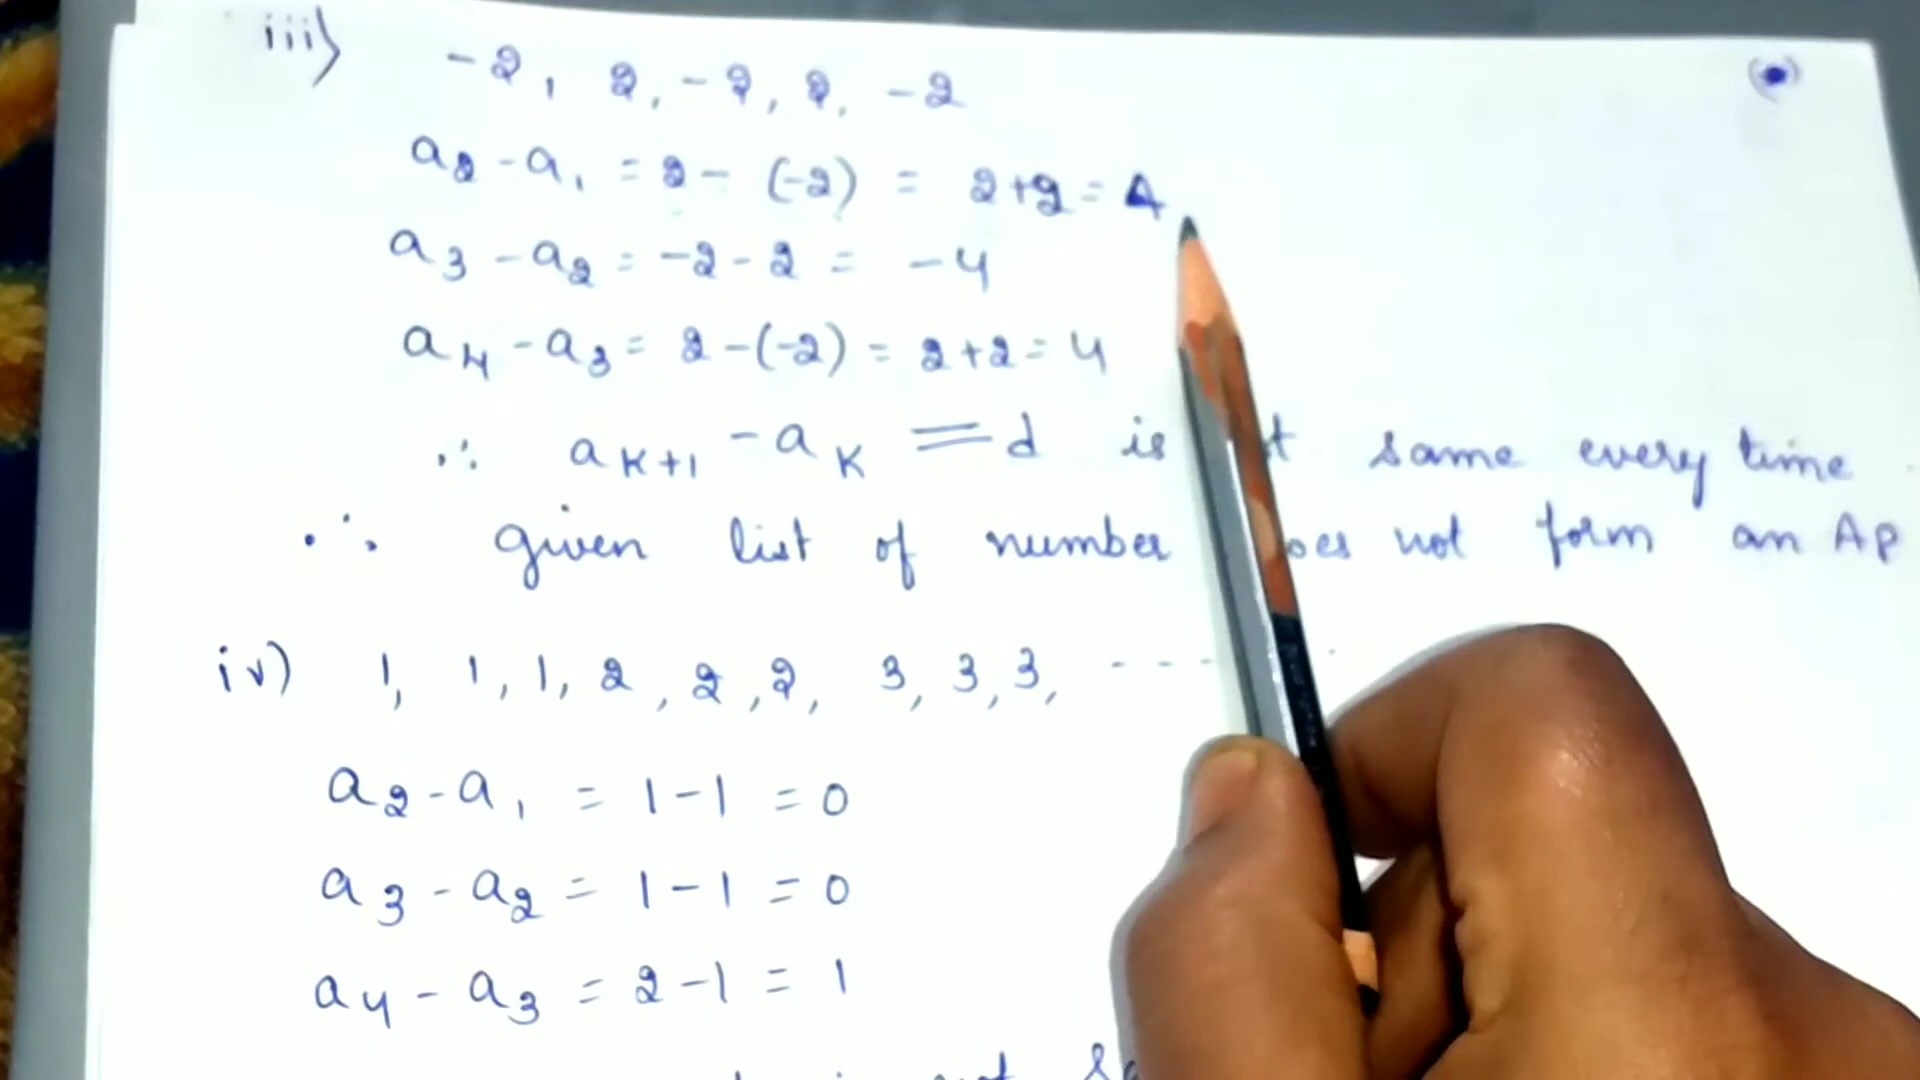 iii) -2, 2, -2, 2, -2
a2 - a1 = 2 - (-2) = 2+2 = 4
a3 - a2 = -2 - 2 = -4
a4 - a3 = 2 - (-2) = 2+2 = 4
∴ aK+1 - aK = d is same every time
∴ given list of number not form an AP
iv) 1, 1, 1, 2, 2, 2, 3, 3, 3, ----
a2 - a1 = 1 - 1 = 0
a3 - a2 = 1 - 1 = 0
a4 - a3 = 2 - 1 = 1